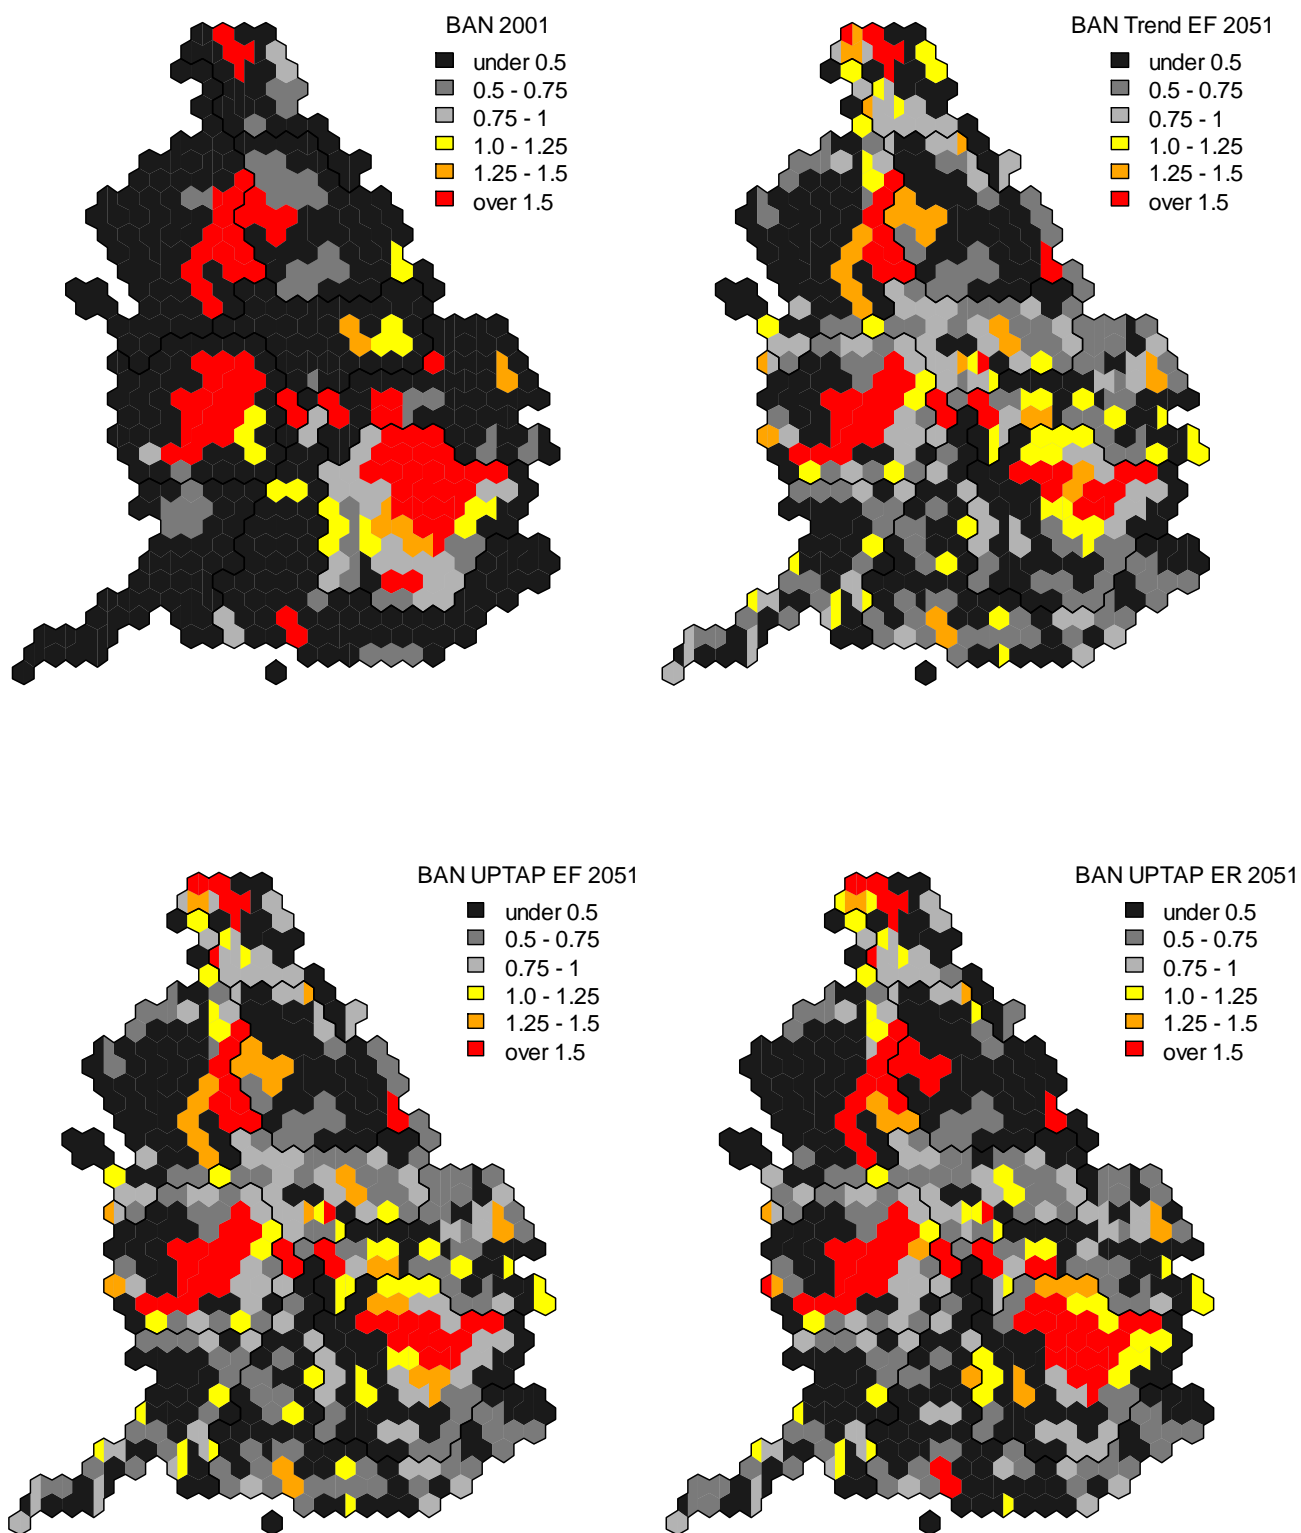 BAN 2001
under 0.5
0.5 - 0.75
0.75 - 1
1.0 - 1.25
1.25 - 1.5
over 1.5
BAN Trend EF 2051
under 0.5
0.5 - 0.75
0.75 - 1
1.0 - 1.25
1.25 - 1.5
over 1.5
BAN UPTAP EF 2051
under 0.5
0.5 - 0.75
0.75 - 1
1.0 - 1.25
1.25 - 1.5
over 1.5
BAN UPTAP ER 2051
under 0.5
0.5 - 0.75
0.75 - 1
1.0 - 1.25
1.25 - 1.5
over 1.5